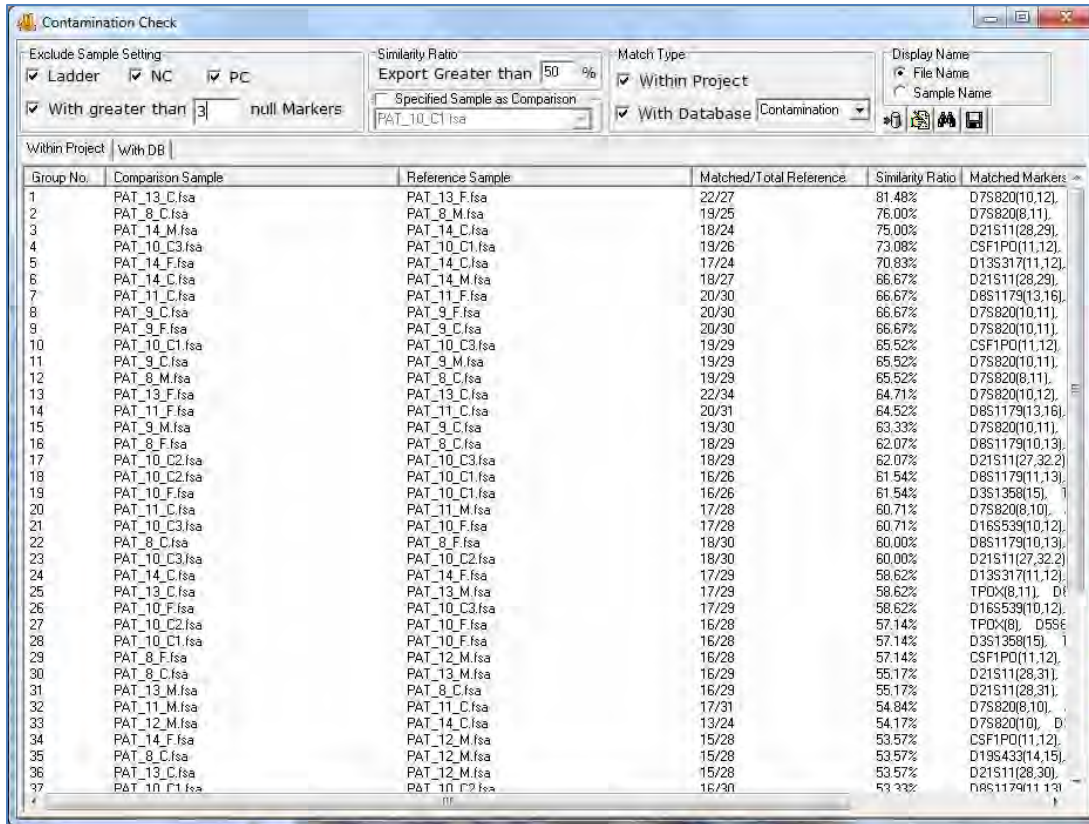 Contamination Check
Exclude Sample Setting
Ladder NC PC
With greater than 3 null Markers
Similarity Ratio
Export Greater than 50 %
Specified Sample as Comparison
PAT_10_C1.fsa
Match Type
Within Project
With Database Contamination
Display Name
File Name
Sample Name
Within Project With DB
Group No. Comparison Sample Reference Sample Matched/Total Reference Similarity Ratio Matched Markers
1 PAT_13_C.fsa PAT_13_F.fsa 22/27 81.48% D7S820(10,12),
2 PAT_8_C.fsa PAT_8_M.fsa 19/25 76.00% D7S820(8,11),
3 PAT_14_M.fsa PAT_14_C.fsa 18/24 75.00% D21S11(28,29),
4 PAT_10_C3.fsa PAT_10_C1.fsa 19/26 73.08% CSF1PO(11,12),
5 PAT_14_F.fsa PAT_14_C.fsa 17/24 70.83% D13S317(11,12),
6 PAT_14_C.fsa PAT_14_M.fsa 18/27 66.67% D21S11(28,29),
7 PAT_11_C.fsa PAT_11_F.fsa 20/30 66.67% D8S1179(13,16),
8 PAT_9_C.fsa PAT_9_F.fsa 20/30 66.67% D7S820(10,11),
9 PAT_9_F.fsa PAT_9_C.fsa 20/30 66.67% D7S820(10,11),
10 PAT_10_C1.fsa PAT_10_C3.fsa 19/29 65.52% CSF1PO(11,12),
11 PAT_9_C.fsa PAT_9_M.fsa 19/29 65.52% D7S820(10,11),
12 PAT_8_M.fsa PAT_8_C.fsa 19/29 65.52% D7S820(8,11),
13 PAT_13_F.fsa PAT_13_C.fsa 22/34 64.71% D7S820(10,12),
14 PAT_11_F.fsa PAT_11_C.fsa 20/31 64.52% D8S1179(13,16),
15 PAT_9_M.fsa PAT_9_C.fsa 19/30 63.33% D7S820(10,11),
16 PAT_8_F.fsa PAT_8_C.fsa 18/29 62.07% D8S1179(10,13),
17 PAT_10_C2.fsa PAT_10_C3.fsa 18/29 62.07% D21S11(27,32.2)
18 PAT_10_C2.fsa PAT_10_C1.fsa 16/26 61.54% D8S1179(11,13),
19 PAT_10_F.fsa PAT_10_C1.fsa 16/26 61.54% D3S1358(15),
20 PAT_11_C.fsa PAT_11_M.fsa 17/28 60.71% D7S820(8,10),
21 PAT_10_C3.fsa PAT_10_F.fsa 17/28 60.71% D16S539(10,12),
22 PAT_8_C.fsa PAT_8_F.fsa 18/30 60.00% D8S1179(10,13),
23 PAT_10_C3.fsa PAT_10_C2.fsa 18/30 60.00% D21S11(27,32.2)
24 PAT_14_C.fsa PAT_14_F.fsa 17/29 58.62% D13S317(11,12),
25 PAT_13_C.fsa PAT_13_M.fsa 17/29 58.62% TPOX(8,11),
26 PAT_10_F.fsa PAT_10_C3.fsa 17/29 58.62% D16S539(10,12),
27 PAT_10_C2.fsa PAT_10_F.fsa 16/28 57.14% TPOX(8),
28 PAT_10_C1.fsa PAT_10_F.fsa 16/28 57.14% D3S1358(15),
29 PAT_8_F.fsa PAT_12_M.fsa 16/28 57.14% CSF1PO(11,12),
30 PAT_8_C.fsa PAT_13_M.fsa 16/29 55.17% D21S11(28,31),
31 PAT_13_M.fsa PAT_8_C.fsa 16/29 55.17% D21S11(28,31),
32 PAT_11_M.fsa PAT_11_C.fsa 17/31 54.84% D7S820(8,10),
33 PAT_12_M.fsa PAT_14_C.fsa 13/24 54.17% D7S820(10),
34 PAT_14_F.fsa PAT_12_M.fsa 15/28 53.57% CSF1PO(11,12),
35 PAT_8_C.fsa PAT_12_M.fsa 15/28 53.57% D19S433(14,15),
36 PAT_13_C.fsa PAT_12_M.fsa 15/28 53.57% D21S11(28,30),
37 PAT_10_C1.fsa PAT_10_C2.fsa 16/30 53.33% D8S1179(11,13)